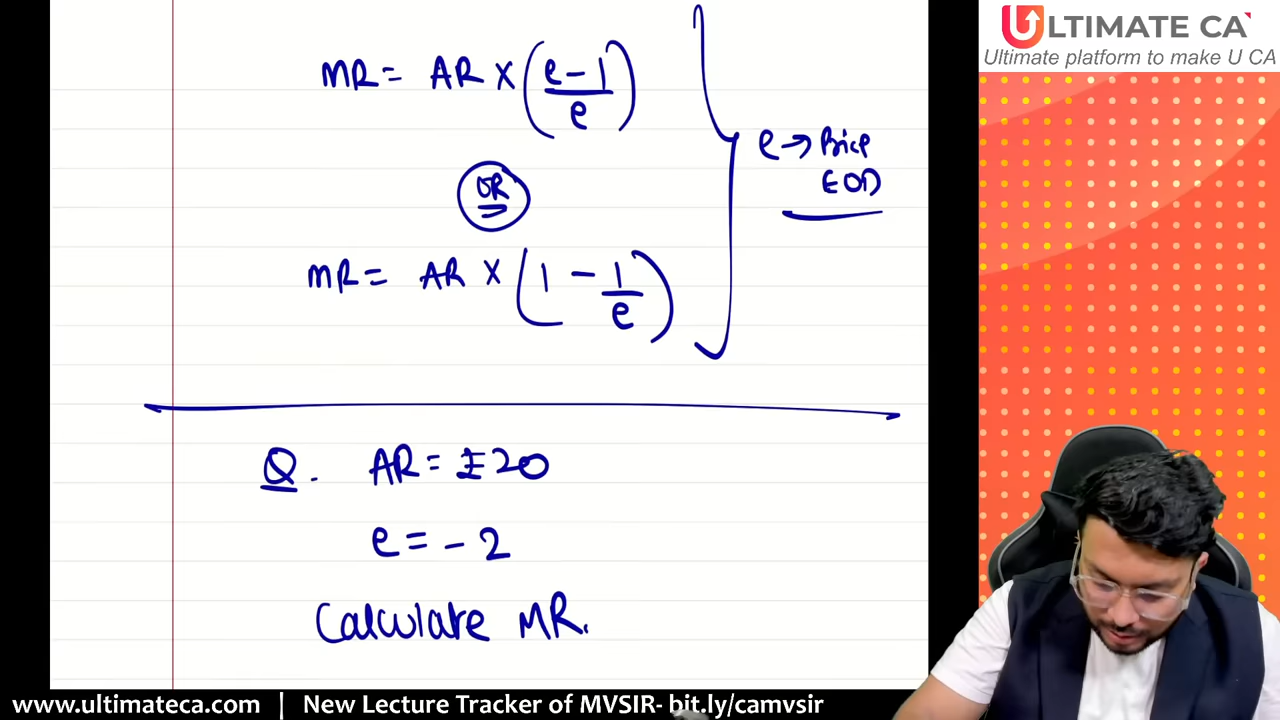 ULTIMATE CA
Ultimate platform to make U CA
MR = AR × (e - 1 / e)
OR
MR = AR × (1 - 1 / e)
e → Price
EOD
Q. AR = ₹20
e = - 2
Calculate MR.
www.ultimateca.com | New Lecture Tracker of MVSIR- bit.ly/camvsir